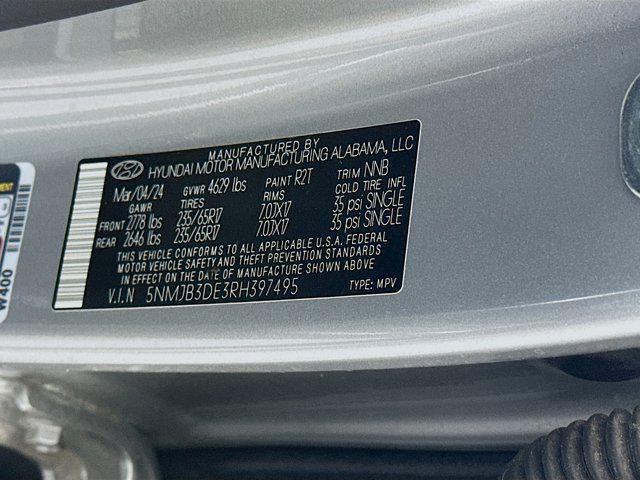 MANUFACTURED BY
HYUNDAI MOTOR MANUFACTURING ALABAMA, LLC
Mar/04/24 GVWR 4629 lbs PAINT R2T TRIM NNB
GAWR TIRES RIMS COLD TIRE INFL
FRONT 2778 lbs 235/65R17 7.0JX17 35 psi SINGLE
REAR 2646 lbs 235/65R17 7.0JX17 35 psi SINGLE
THIS VEHICLE CONFORMS TO ALL APPLICABLE U.S.A. FEDERAL
MOTOR VEHICLE SAFETY AND THEFT PREVENTION STANDARDS
IN EFFECT ON THE DATE OF MANUFACTURE SHOWN ABOVE.
V.I.N 5NMJB3DE3RH397495 TYPE: MPV
W400